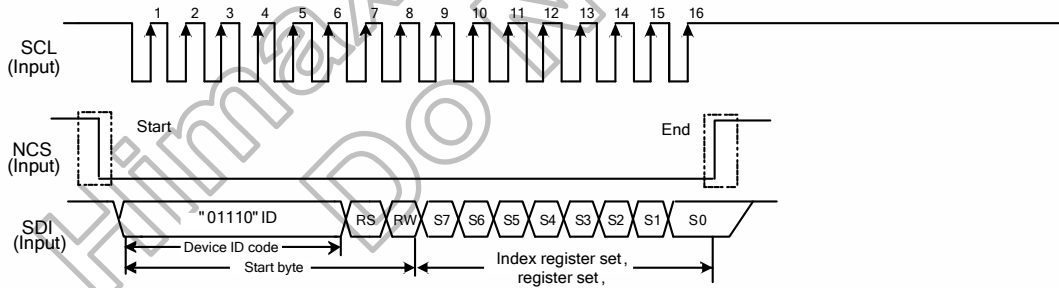 1 2 3 4 5 6 7 8 9 10 11 12 13 14 15 16
SCL
(Input)
Start
End
NCS
(Input)
SDI
(Input)
"01110" ID
RS
RW
S7
S6
S5
S4
S3
S2
S1
S0
Device ID code
Start byte
Index register set,
register set,
Himax
Do N